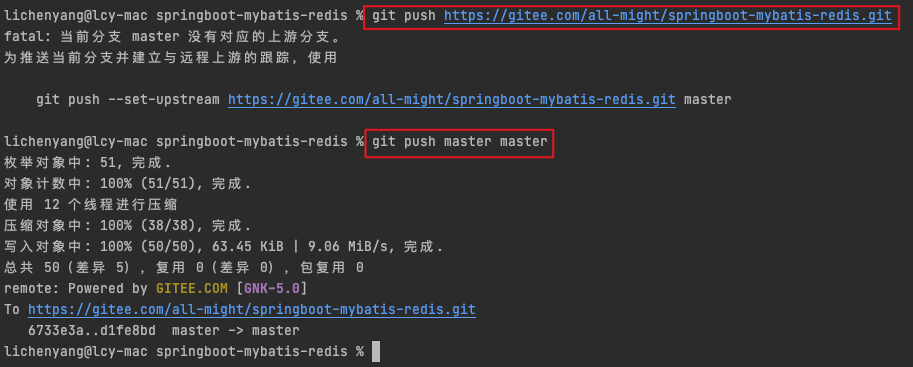 lichenyang@lcy-mac springboot-mybatis-redis % git push https://gitee.com/all-might/springboot-mybatis-redis.git
fatal: 当前分支 master 没有对应的上游分支。
为推送当前分支并建立与远程上游的跟踪，使用
git push --set-upstream https://gitee.com/all-might/springboot-mybatis-redis.git master
lichenyang@lcy-mac springboot-mybatis-redis % git push master master
枚举对象中: 51, 完成.
对象计数中: 100% (51/51), 完成.
使用 12 个线程进行压缩
压缩对象中: 100% (38/38), 完成.
写入对象中: 100% (50/50), 63.45 KiB | 9.06 MiB/s, 完成.
总共 50（差异 5），复用 0（差异 0），包复用 0
remote: Powered by GITEE.COM [GNK-5.0]
To https://gitee.com/all-might/springboot-mybatis-redis.git
6733e3a..d1fe8bd  master -> master
lichenyang@lcy-mac springboot-mybatis-redis %